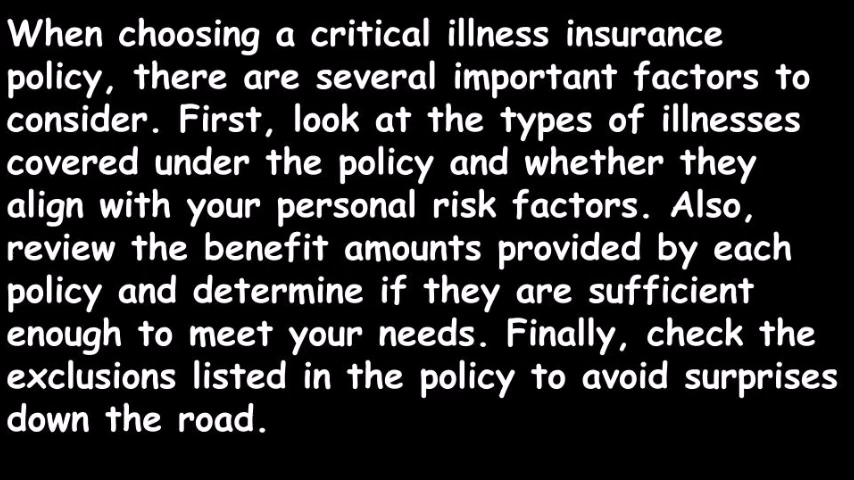 When choosing a critical illness insurance
policy, there are several important factors to
consider. First, look at the types of illnesses
covered under the policy and whether they
align with your personal risk factors. Also,
review the benefit amounts provided by each
policy and determine if they are sufficient
enough to meet your needs. Finally, check the
exclusions listed in the policy to avoid surprises
down the road.